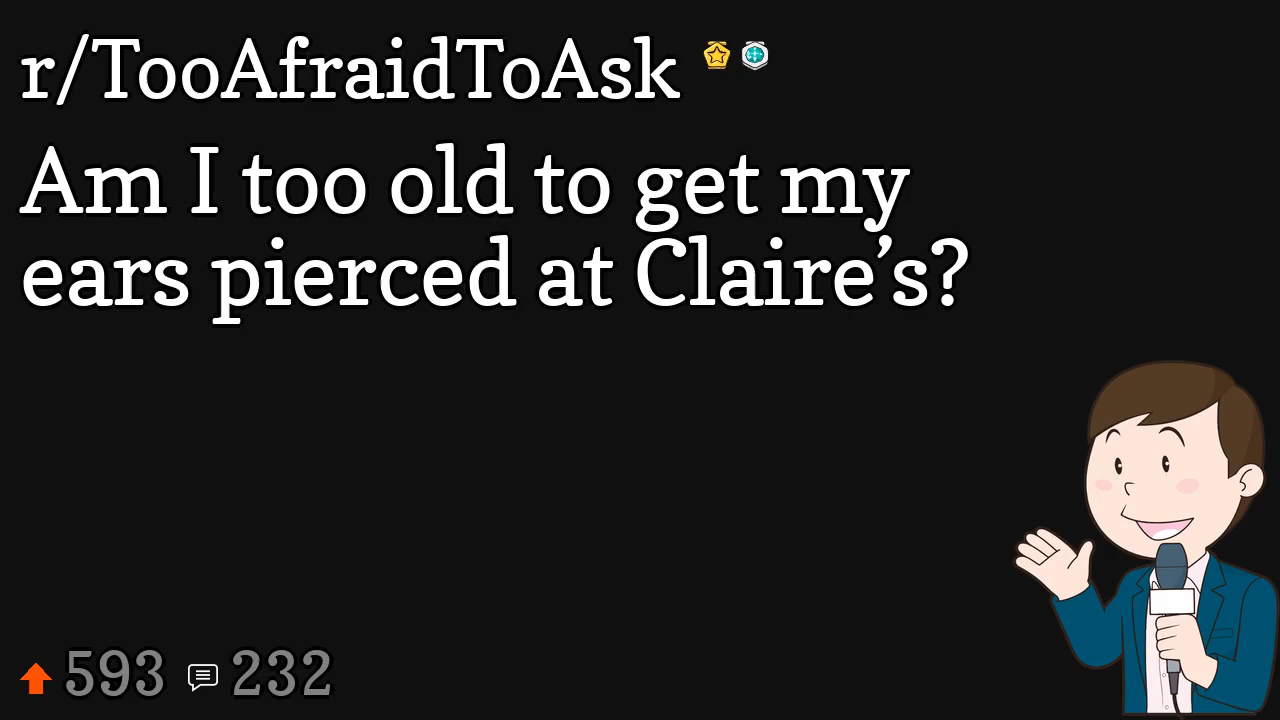 r/TooAfraidToAsk
Am I too old to get my
ears pierced at Claire’s?
593 232